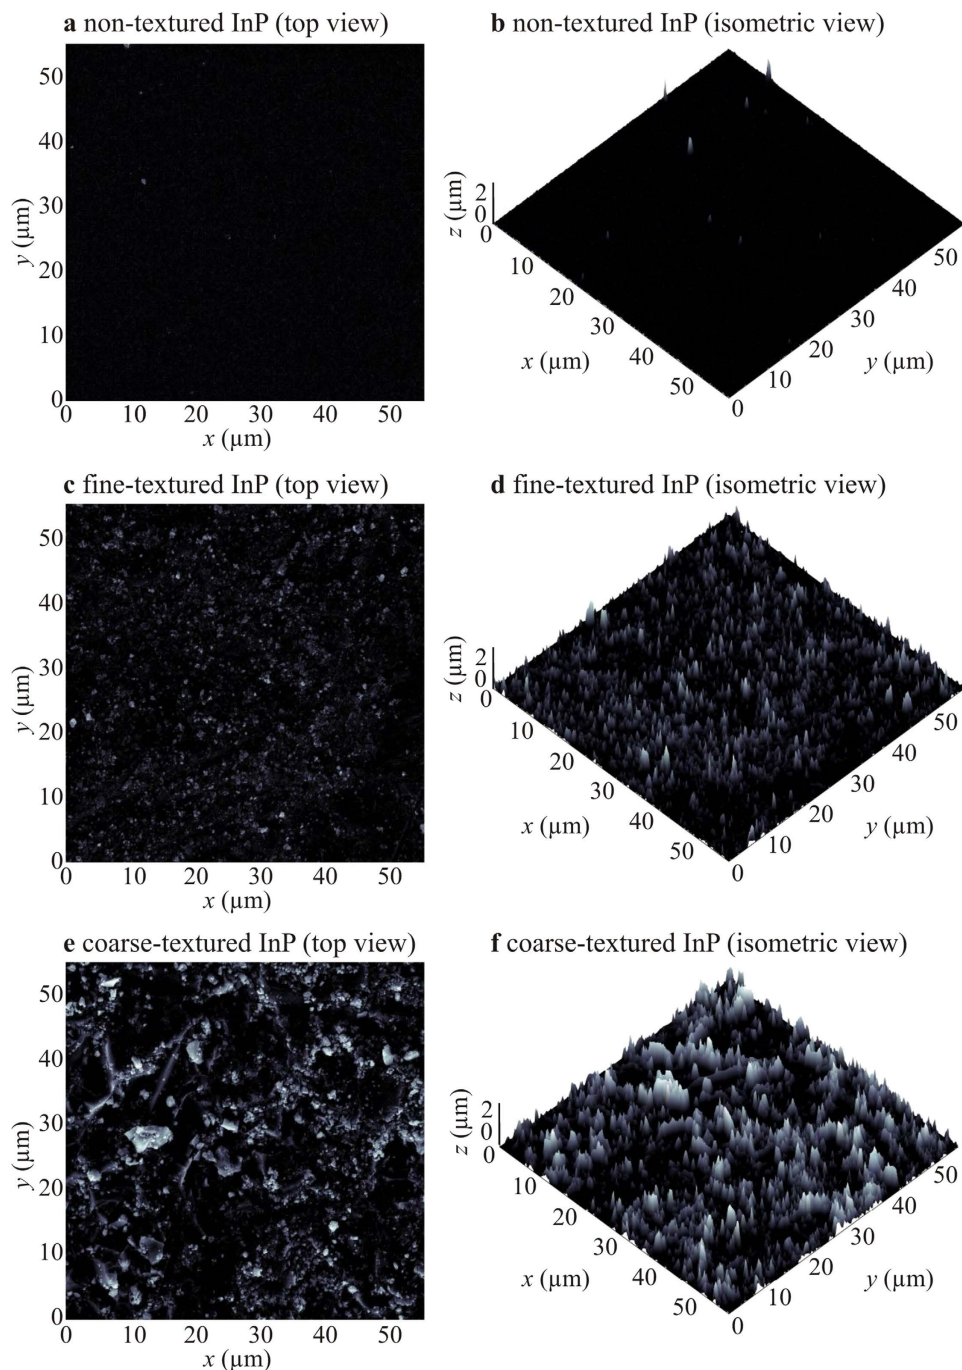 a non-textured InP (top view)
50
40
30
20
10
0
y (µm)
0 10 20 30 40 50
x (µm)
b non-textured InP (isometric view)
z (µm)
2
0
0
10
20
30
40
50
x (µm)
0
10
20
30
40
50
y (µm)
c fine-textured InP (top view)
50
40
30
20
10
0
y (µm)
0 10 20 30 40 50
x (µm)
d fine-textured InP (isometric view)
z (µm)
2
0
0
10
20
30
40
50
x (µm)
0
10
20
30
40
50
y (µm)
e coarse-textured InP (top view)
50
40
30
20
10
0
y (µm)
0 10 20 30 40 50
x (µm)
f coarse-textured InP (isometric view)
z (µm)
2
0
0
10
20
30
40
50
x (µm)
0
10
20
30
40
50
y (µm)